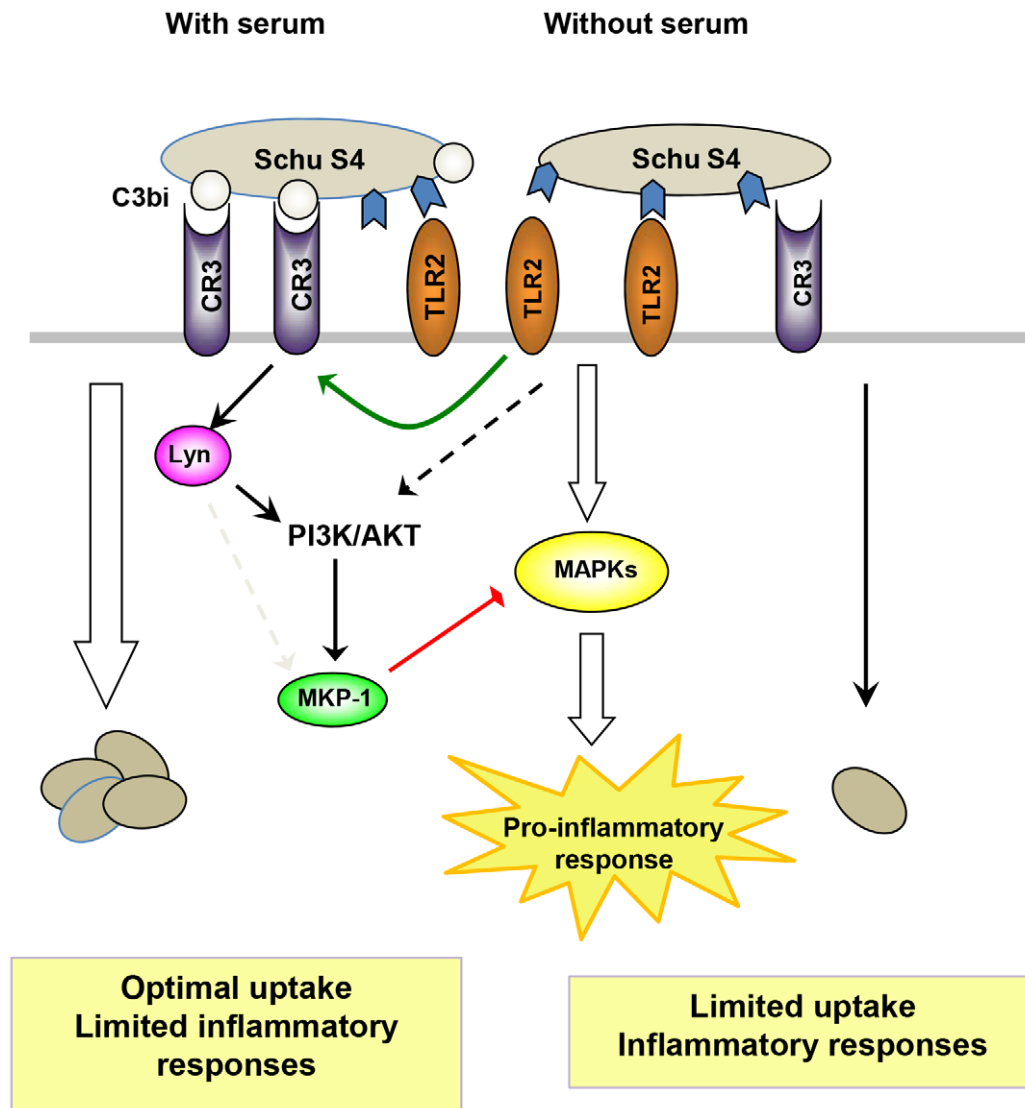 With serum
Without serum
Schu S4
Schu S4
C3bi
CR3
CR3
TLR2
TLR2
TLR2
CR3
Lyn
PI3K/AKT
MAPKs
MKP-1
Pro-inflammatory
response
Optimal uptake
Limited inflammatory
responses
Limited uptake
Inflammatory responses